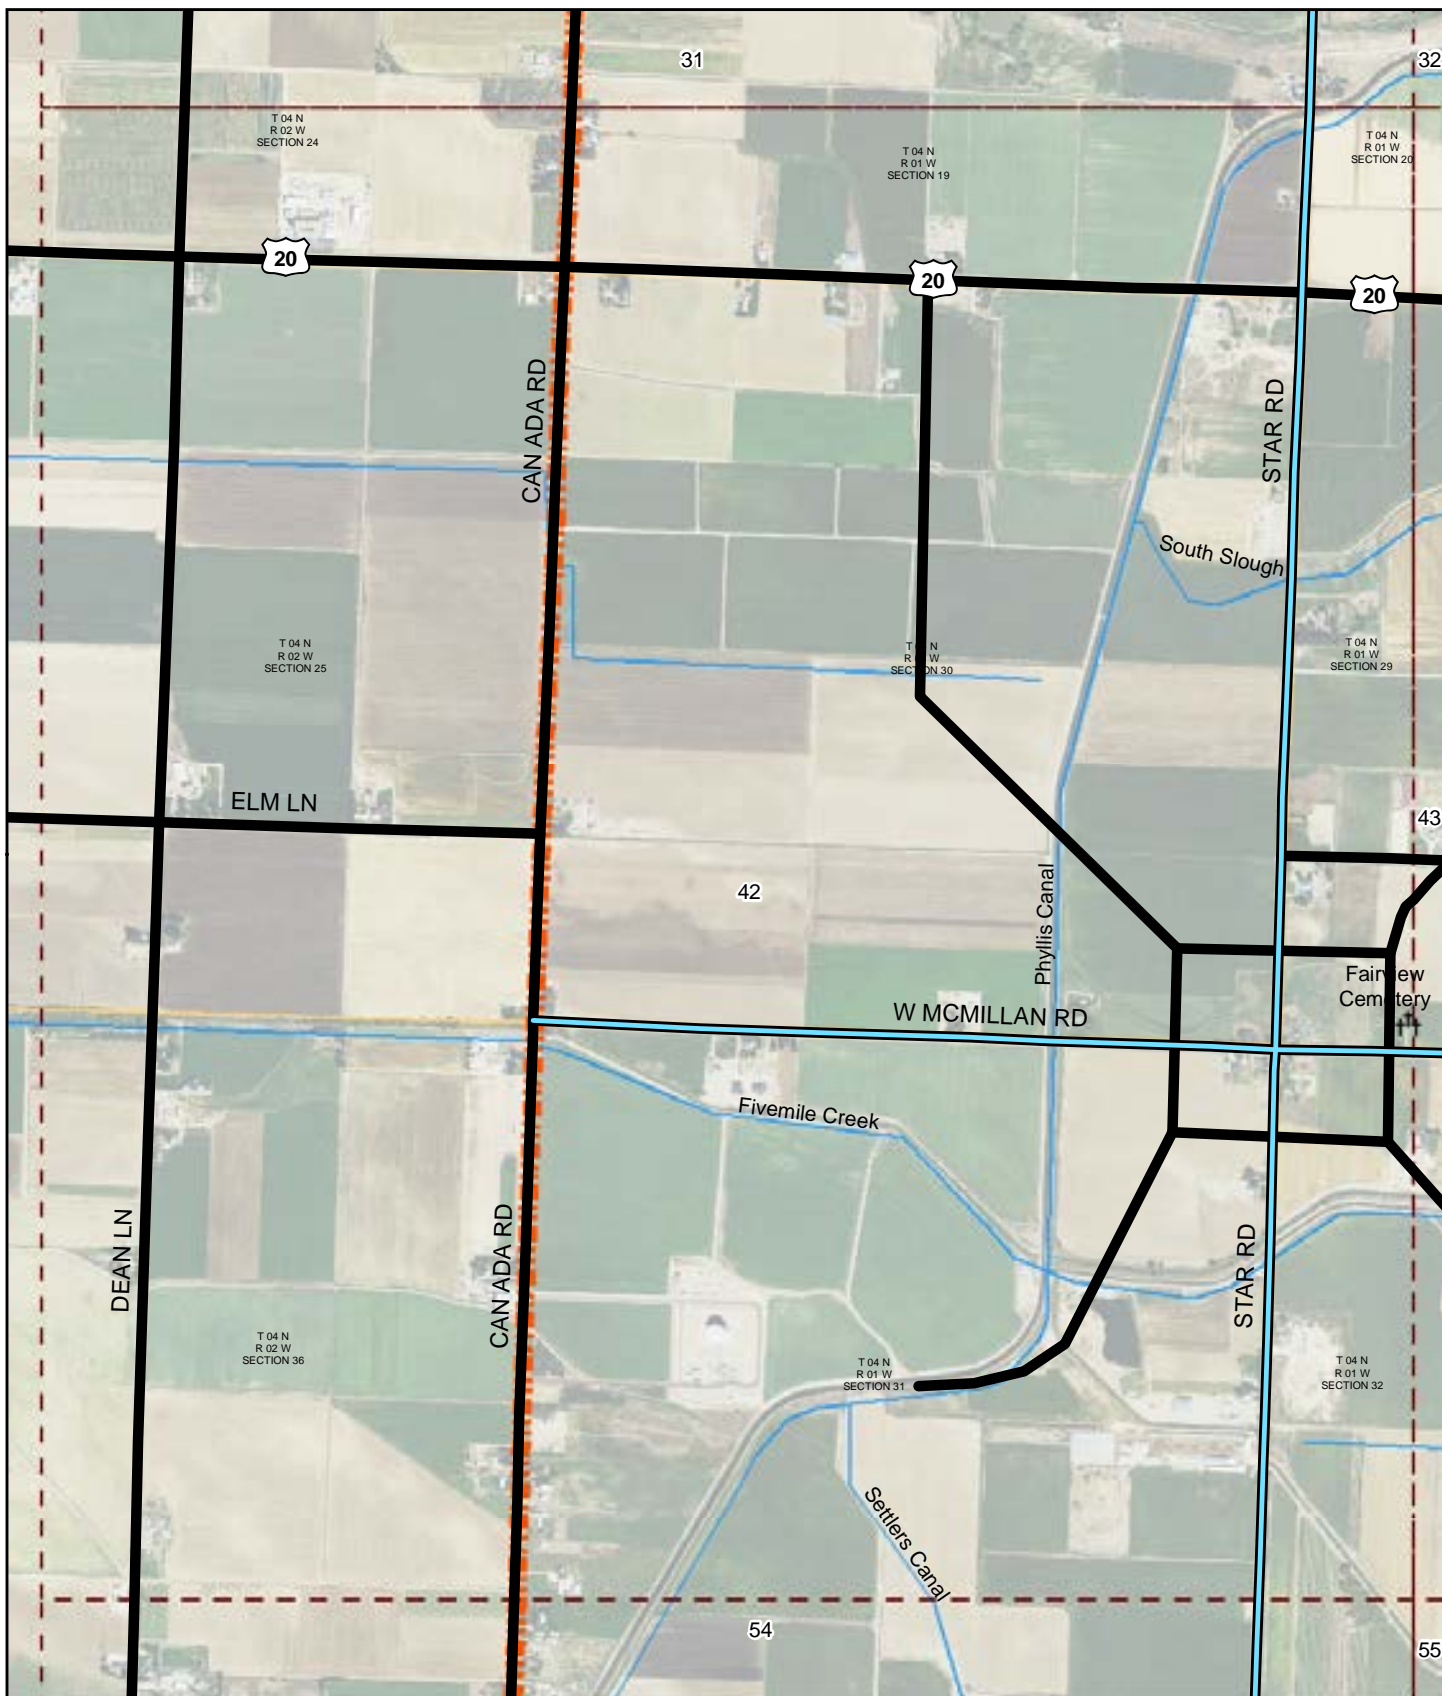 31
32
T 04 N
R 02 W
SECTION 24
T 04 N
R 01 W
SECTION 19
T 04 N
R 01 W
SECTION 20
20
20
20
CAN ADA RD
STAR RD
South Slough
T 04 N
R 02 W
SECTION 25
T N
R W
SECTION 30
T 04 N
R 01 W
SECTION 29
ELM LN
43
42
Phyllis Canal
Fairview
Cemetery
W MCMILLAN RD
Fivemile Creek
DEAN LN
CAN ADA RD
STAR RD
T 04 N
R 02 W
SECTION 36
T 04 N
R 01 W
SECTION 31
T 04 N
R 01 W
SECTION 32
Settlers Canal
54
55